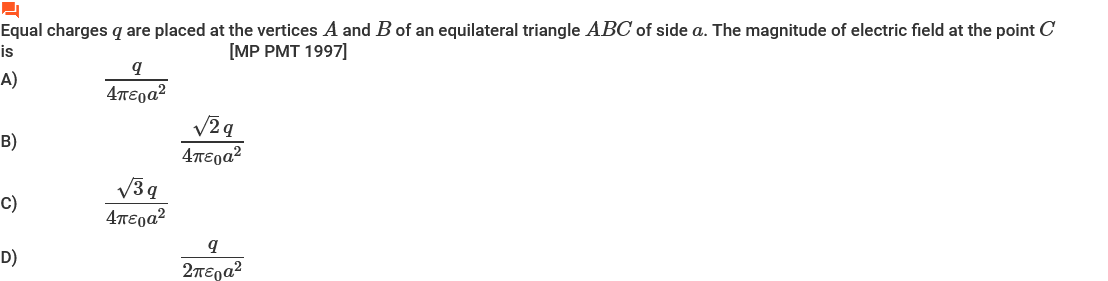 Equal charges q are placed at the vertices A and B of an equilateral triangle ABC of side a. The magnitude of electric field at the point C
is [MP PMT 1997]
A) \frac{q}{4\pi\varepsilon_0 a^2}
B) \frac{\sqrt{2}\, q}{4\pi\varepsilon_0 a^2}
C) \frac{\sqrt{3}\, q}{4\pi\varepsilon_0 a^2}
D) \frac{q}{2\pi\varepsilon_0 a^2}